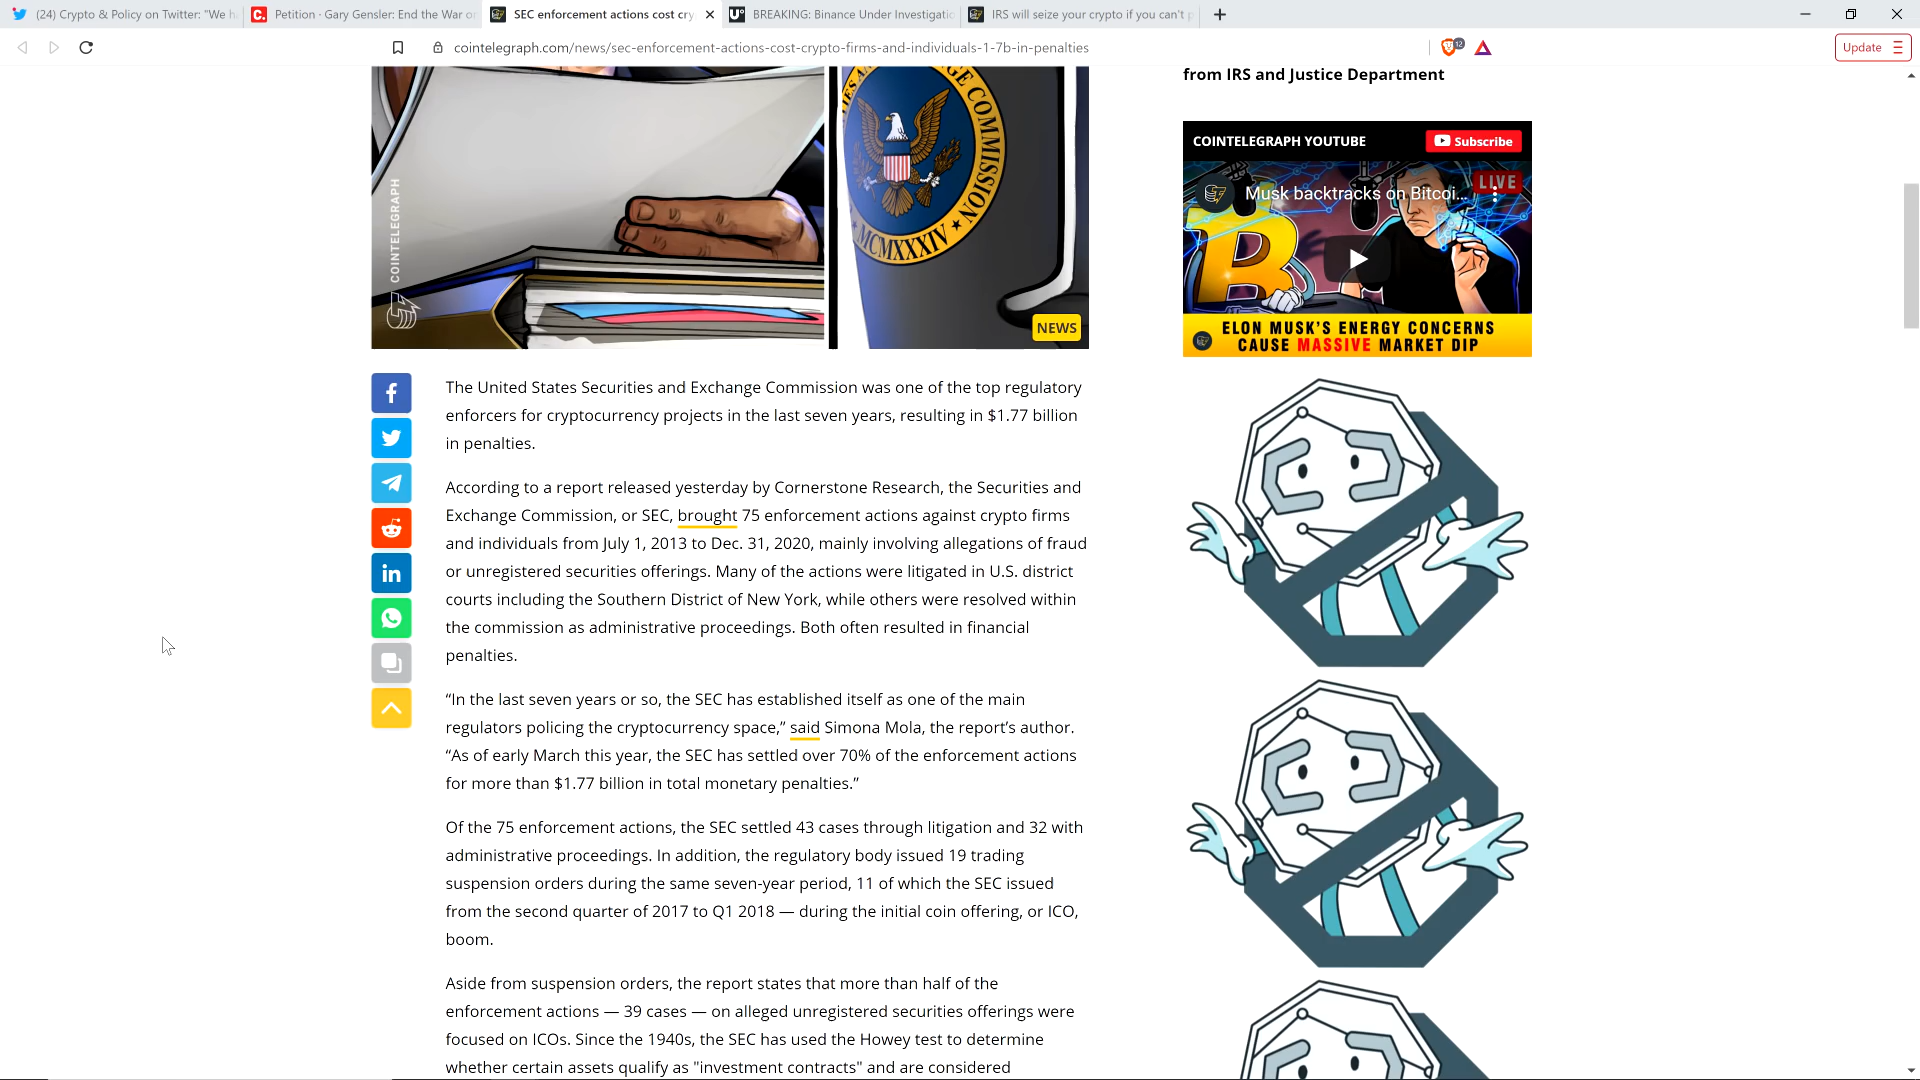 (24) Crypto & Policy on Twitter: "We h
Petition · Gary Gensler: End the War o
SEC enforcement actions cost cry
BREAKING: Binance Under Investigatio
IRS will seize your crypto if you can't p
cointelegraph.com/news/sec-enforcement-actions-cost-crypto-firms-and-individuals-1-7b-in-penalties
12
Update
from IRS and Justice Department
COINTELEGRAPH
GE COMMISSION
MCMXXXIV
NEWS
COINTELEGRAPH YOUTUBE
Subscribe
Musk backtracks on Bitcoi...
LIVE
ELON MUSK'S ENERGY CONCERNS
CAUSE MASSIVE MARKET DIP
The United States Securities and Exchange Commission was one of the top regulatory
enforcers for cryptocurrency projects in the last seven years, resulting in $1.77 billion
in penalties.
According to a report released yesterday by Cornerstone Research, the Securities and
Exchange Commission, or SEC, brought 75 enforcement actions against crypto firms
and individuals from July 1, 2013 to Dec. 31, 2020, mainly involving allegations of fraud
or unregistered securities offerings. Many of the actions were litigated in U.S. district
courts including the Southern District of New York, while others were resolved within
the commission as administrative proceedings. Both often resulted in financial
penalties.
“In the last seven years or so, the SEC has established itself as one of the main
regulators policing the cryptocurrency space,” said Simona Mola, the report’s author.
“As of early March this year, the SEC has settled over 70% of the enforcement actions
for more than $1.77 billion in total monetary penalties.”
Of the 75 enforcement actions, the SEC settled 43 cases through litigation and 32 with
administrative proceedings. In addition, the regulatory body issued 19 trading
suspension orders during the same seven-year period, 11 of which the SEC issued
from the second quarter of 2017 to Q1 2018 — during the initial coin offering, or ICO,
boom.
Aside from suspension orders, the report states that more than half of the
enforcement actions — 39 cases — on alleged unregistered securities offerings were
focused on ICOs. Since the 1940s, the SEC has used the Howey test to determine
whether certain assets qualify as "investment contracts" and are considered